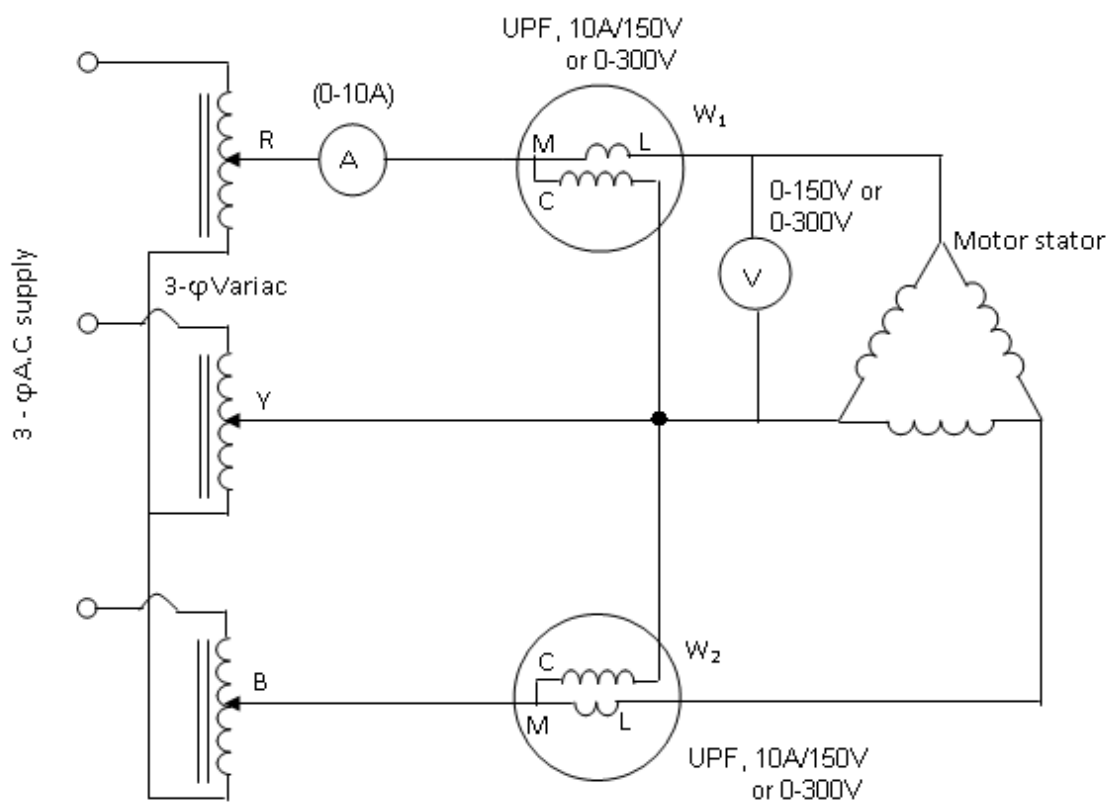 UPF, 10A/150V
or 0-300V
(0-10A)
W₁
R
A
M
L
C
0-150V or
0-300V
V
Motor stator
3-φVariac
3 - φA.C supply
Y
W₂
C
B
M
L
UPF, 10A/150V
or 0-300V